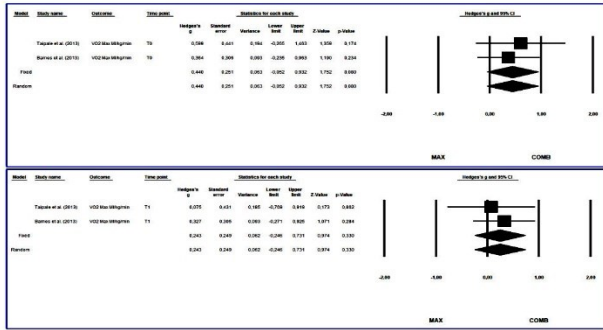 Model Study name Outcome Time point Statistics for each study Hedges's g and 95% CI
Hedges's g Standard error Variance Lower limit Upper limit Z-Value p-Value
Taipale et al. (2013) VO2 Max Ml/kg/min T0 0,599 0,441 0,194 -0,265 1,463 1,359 0,174
Barnes et al. (2013) VO2 Max Ml/kg/min T0 0,364 0,306 0,093 -0,235 0,963 1,190 0,234
Fixed 0,440 0,251 0,063 -0,052 0,932 1,752 0,080
Random 0,440 0,251 0,063 -0,052 0,932 1,752 0,080
-2,00 -1,00 0,00 1,00 2,00
MAX COMBI
Model Study name Outcome Time point Statistics for each study Hedges's g and 95% CI
Hedges's g Standard error Variance Lower limit Upper limit Z-Value p-Value
Taipale et al. (2013) VO2 Max Ml/kg/min T1 0,075 0,431 0,185 -0,769 0,919 0,173 0,862
Barnes et al. (2013) VO2 Max Ml/kg/min T1 0,327 0,305 0,093 -0,271 0,925 1,071 0,284
Fixed 0,243 0,249 0,062 -0,246 0,731 0,974 0,330
Random 0,243 0,249 0,062 -0,246 0,731 0,974 0,330
-2,00 -1,00 0,00 1,00 2,00
MAX COMBI